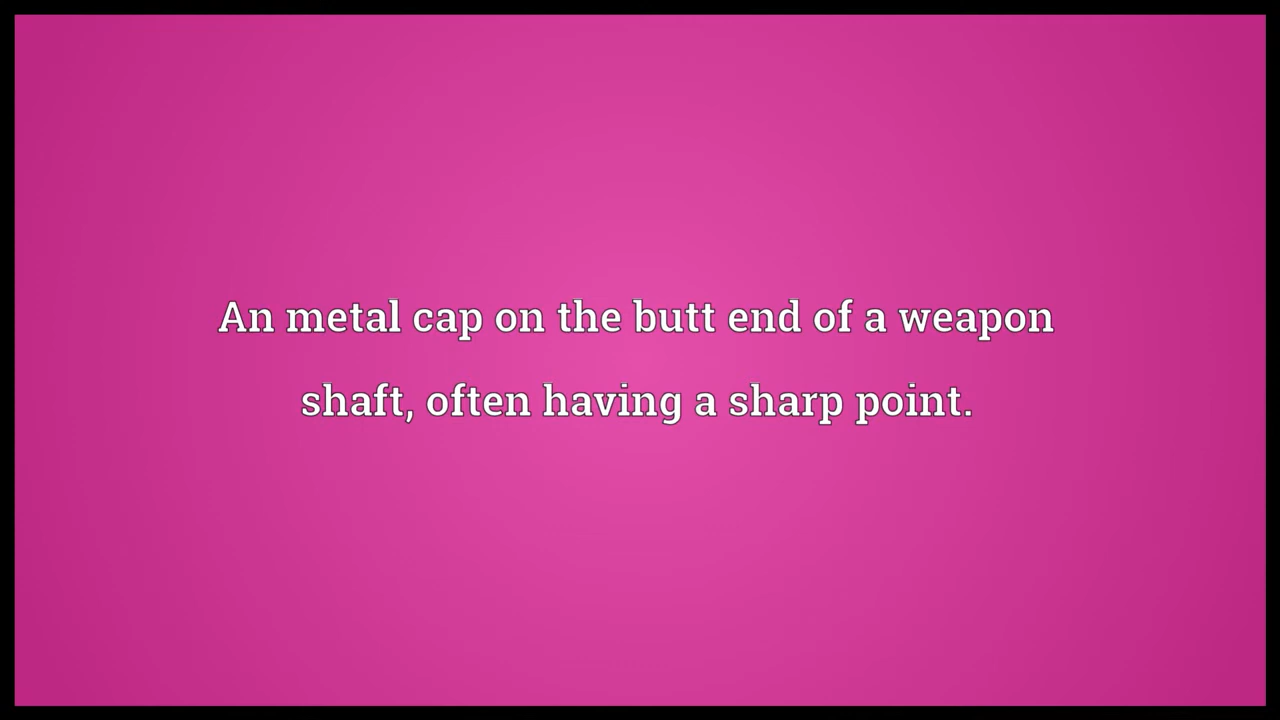 An metal cap on the butt end of a weapon
shaft, often having a sharp point.